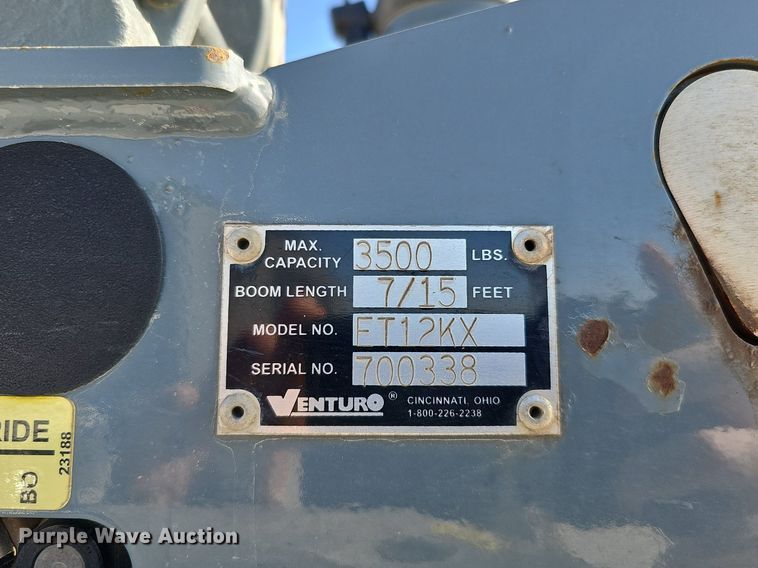 MAX. CAPACITY 3500 LBS.
BOOM LENGTH 7/15 FEET
MODEL NO. ET12KX
SERIAL NO. 700338
VENTURO ® CINCINNATI, OHIO
1-800-226-2238
RIDE
BO
23188
Purple Wave Auction